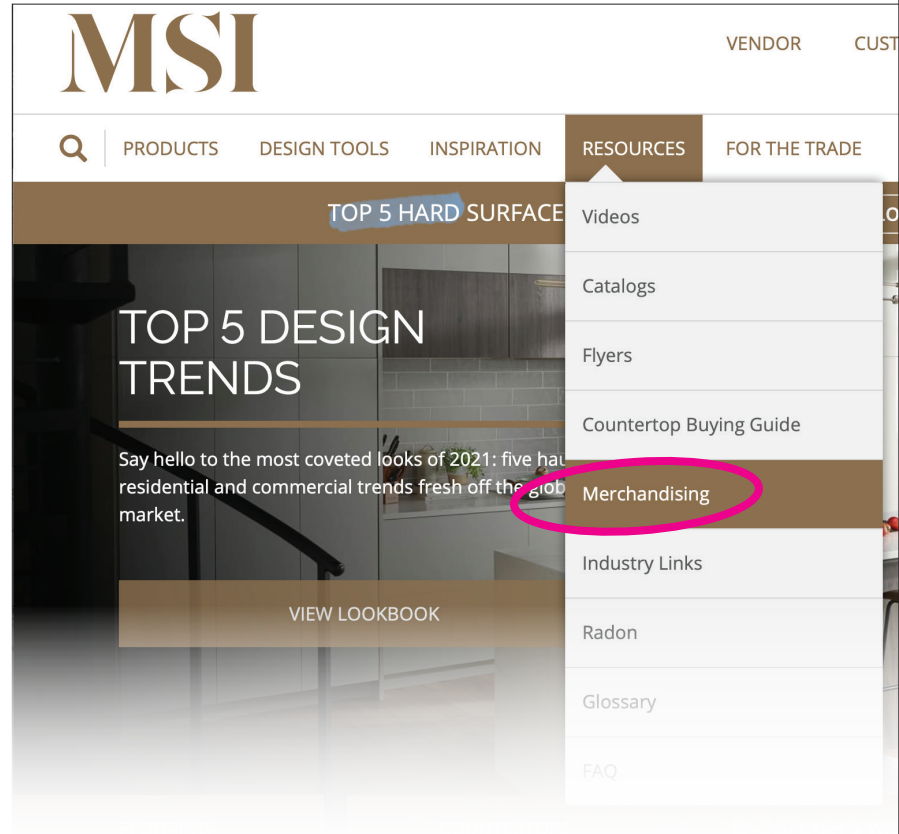 MSI
VENDOR
PRODUCTS
DESIGN TOOLS
INSPIRATION
RESOURCES
FOR THE TRADE
TOP 5 HARD SURFACE
TOP 5 DESIGN
TRENDS
Say hello to the most coveted looks of 2021: five
residential and commercial trends fresh off the
market.
VIEW LOOKBOOK
Videos
Catalogs
Flyers
Countertop Buying Guide
Merchandising
Industry Links
Radon
Glossary
FAQ